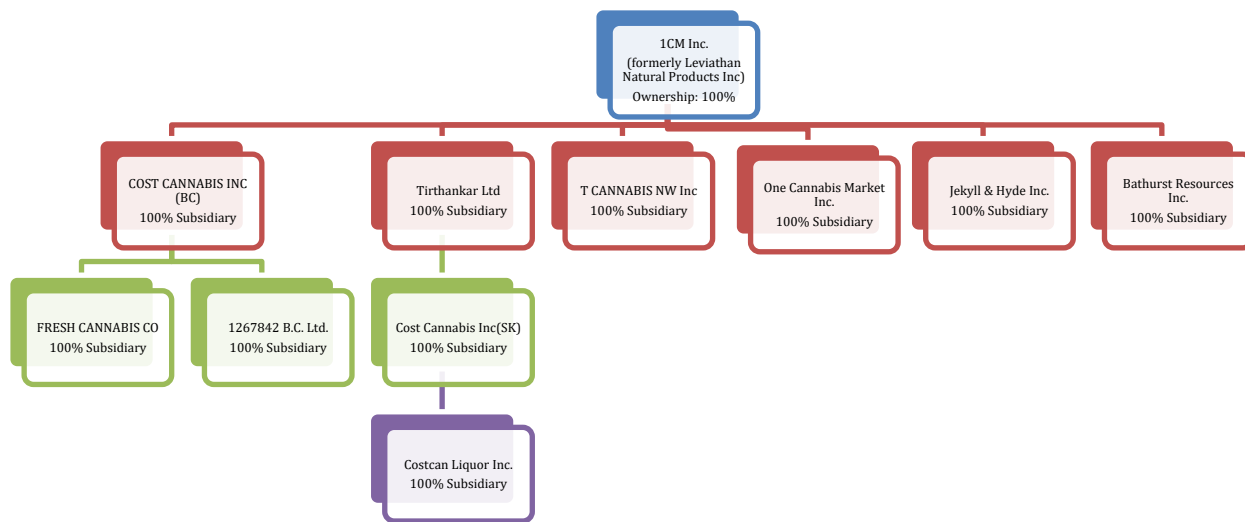 1CM Inc.
(formerly Leviathan
Natural Products Inc)
Ownership: 100%
COST CANNABIS INC
(BC)
100% Subsidiary
Tirthankar Ltd
100% Subsidiary
T CANNABIS NW Inc
100% Subsidiary
One Cannabis Market
Inc.
100% Subsidiary
Jekyll & Hyde Inc.
100% Subsidiary
Bathurst Resources
Inc.
100% Subsidiary
FRESH CANNABIS CO
100% Subsidiary
1267842 B.C. Ltd.
100% Subsidiary
Cost Cannabis Inc(SK)
100% Subsidiary
Costcan Liquor Inc.
100% Subsidiary